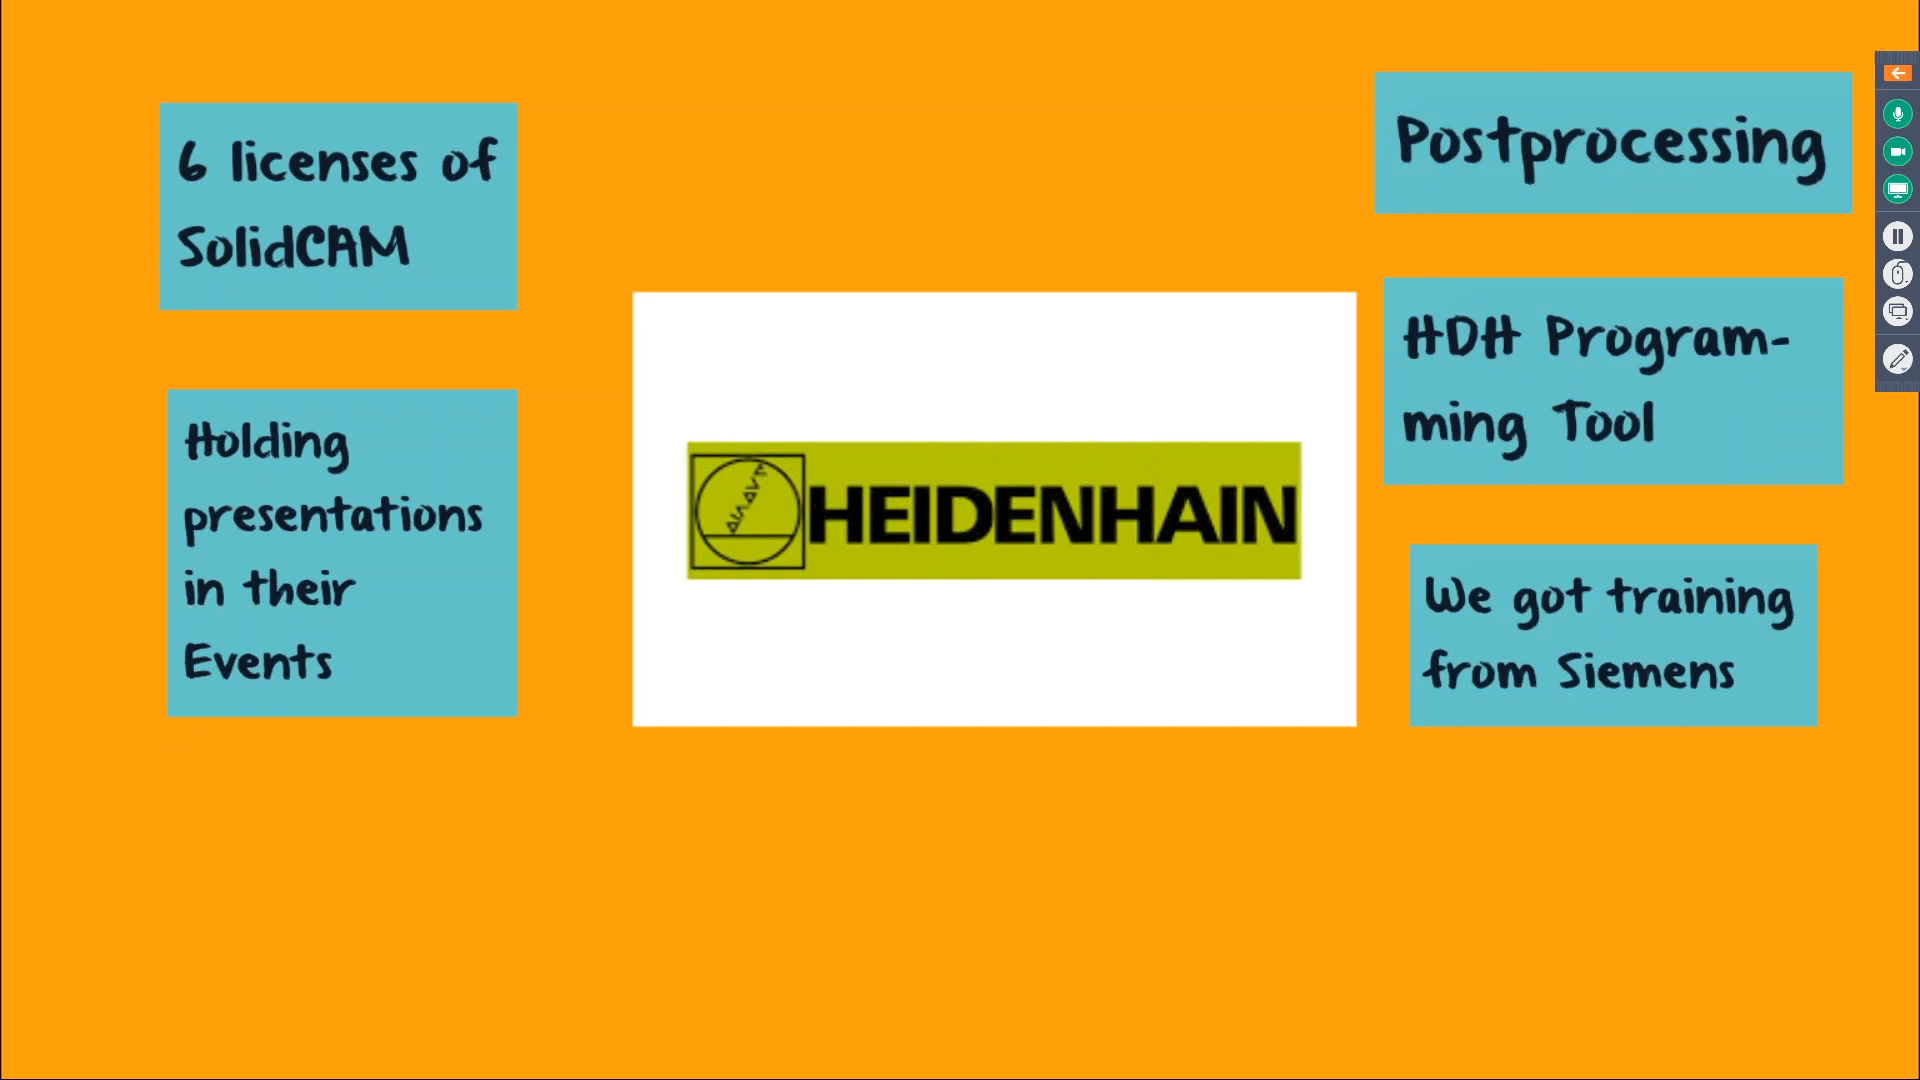 6 licenses of
SolidCAM
Holding
presentations
in their
Events
HEIDENHAIN
Postprocessing
HDH Program-
ming Tool
We got training
from Siemens